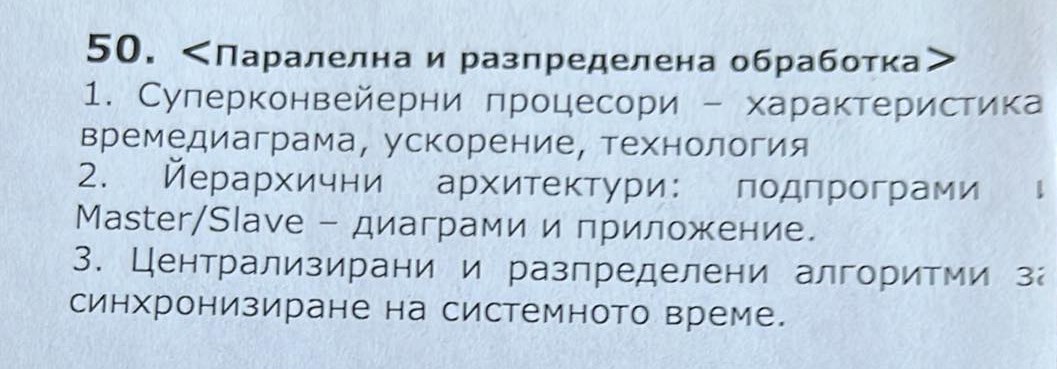 50. <Паралелна и разпределена обработка>
1. Суперконвейерни процесори – характеристика
времедиаграма, ускорение, технология
2. Йерархични архитектури: подпрограми
Master/Slave – диаграми и приложение.
3. Централизирани и разпределени алгоритми за
синхронизиране на системното време.